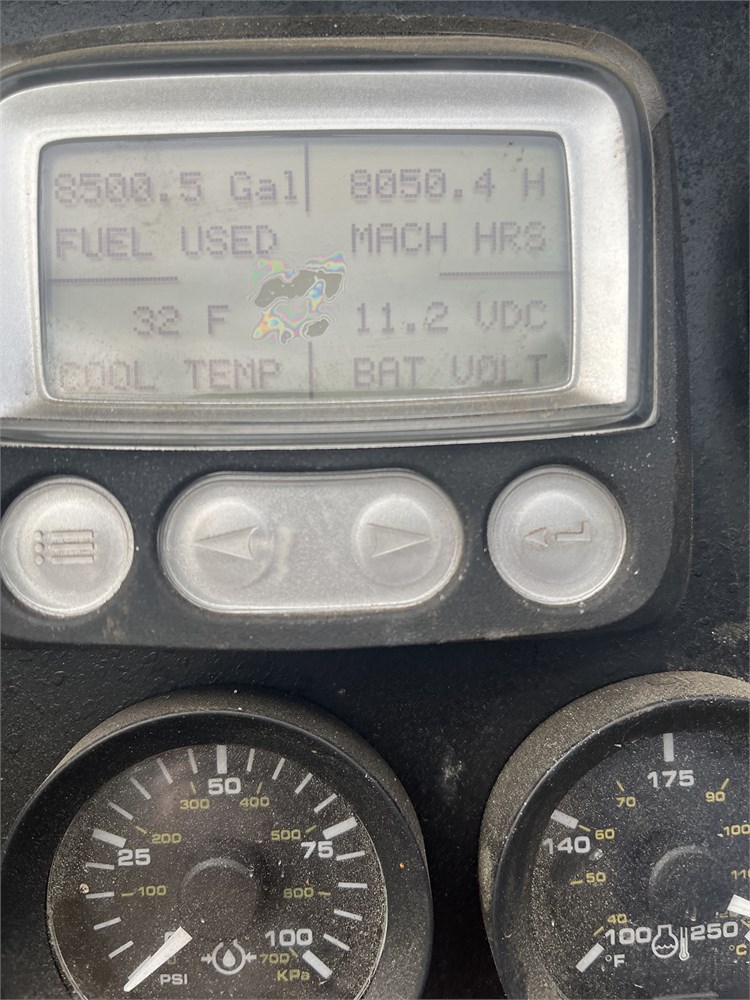 8500.5 Gal 8050.4 H
FUEL USED MACH HRS
32 F 11.2 VDC
COOL TEMP BAT VOLT
50
300 400
25 200 500 75
100 600
0 100
700
PSI KPa
175
70 90
140 60 100
50 110
40
100 250
°F °C